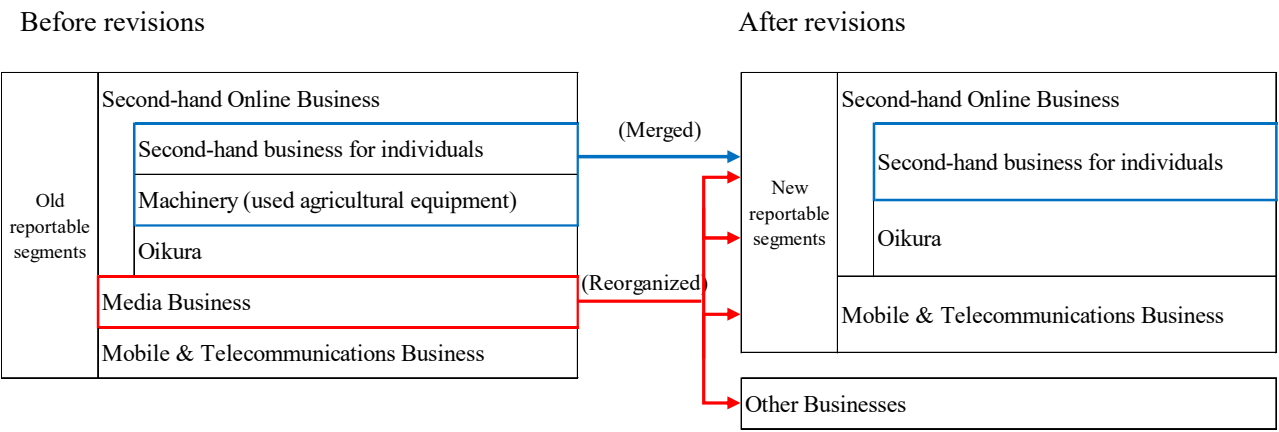 Before revisions
After revisions
Old
reportable
segments
Second-hand Online Business
Second-hand business for individuals
Machinery (used agricultural equipment)
Oikura
Media Business
Mobile & Telecommunications Business
(Merged)
(Reorganized)
New
reportable
segments
Second-hand Online Business
Second-hand business for individuals
Oikura
Mobile & Telecommunications Business
Other Businesses